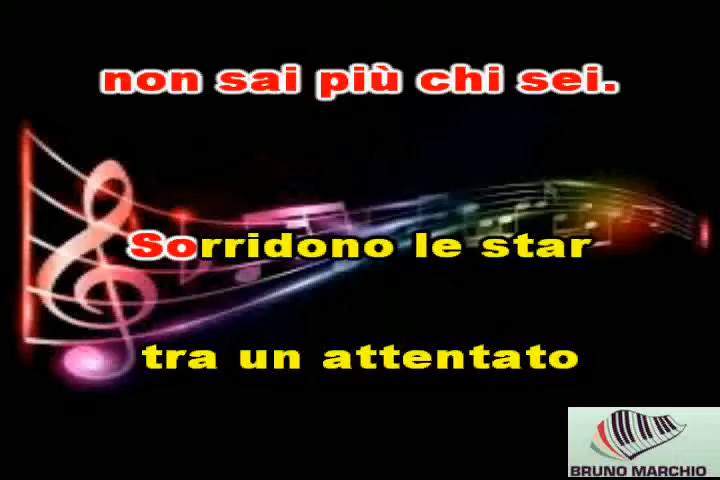 non sai più chi sei.
Sorridono le star
tra un attentato
BRUNO MARCHIO